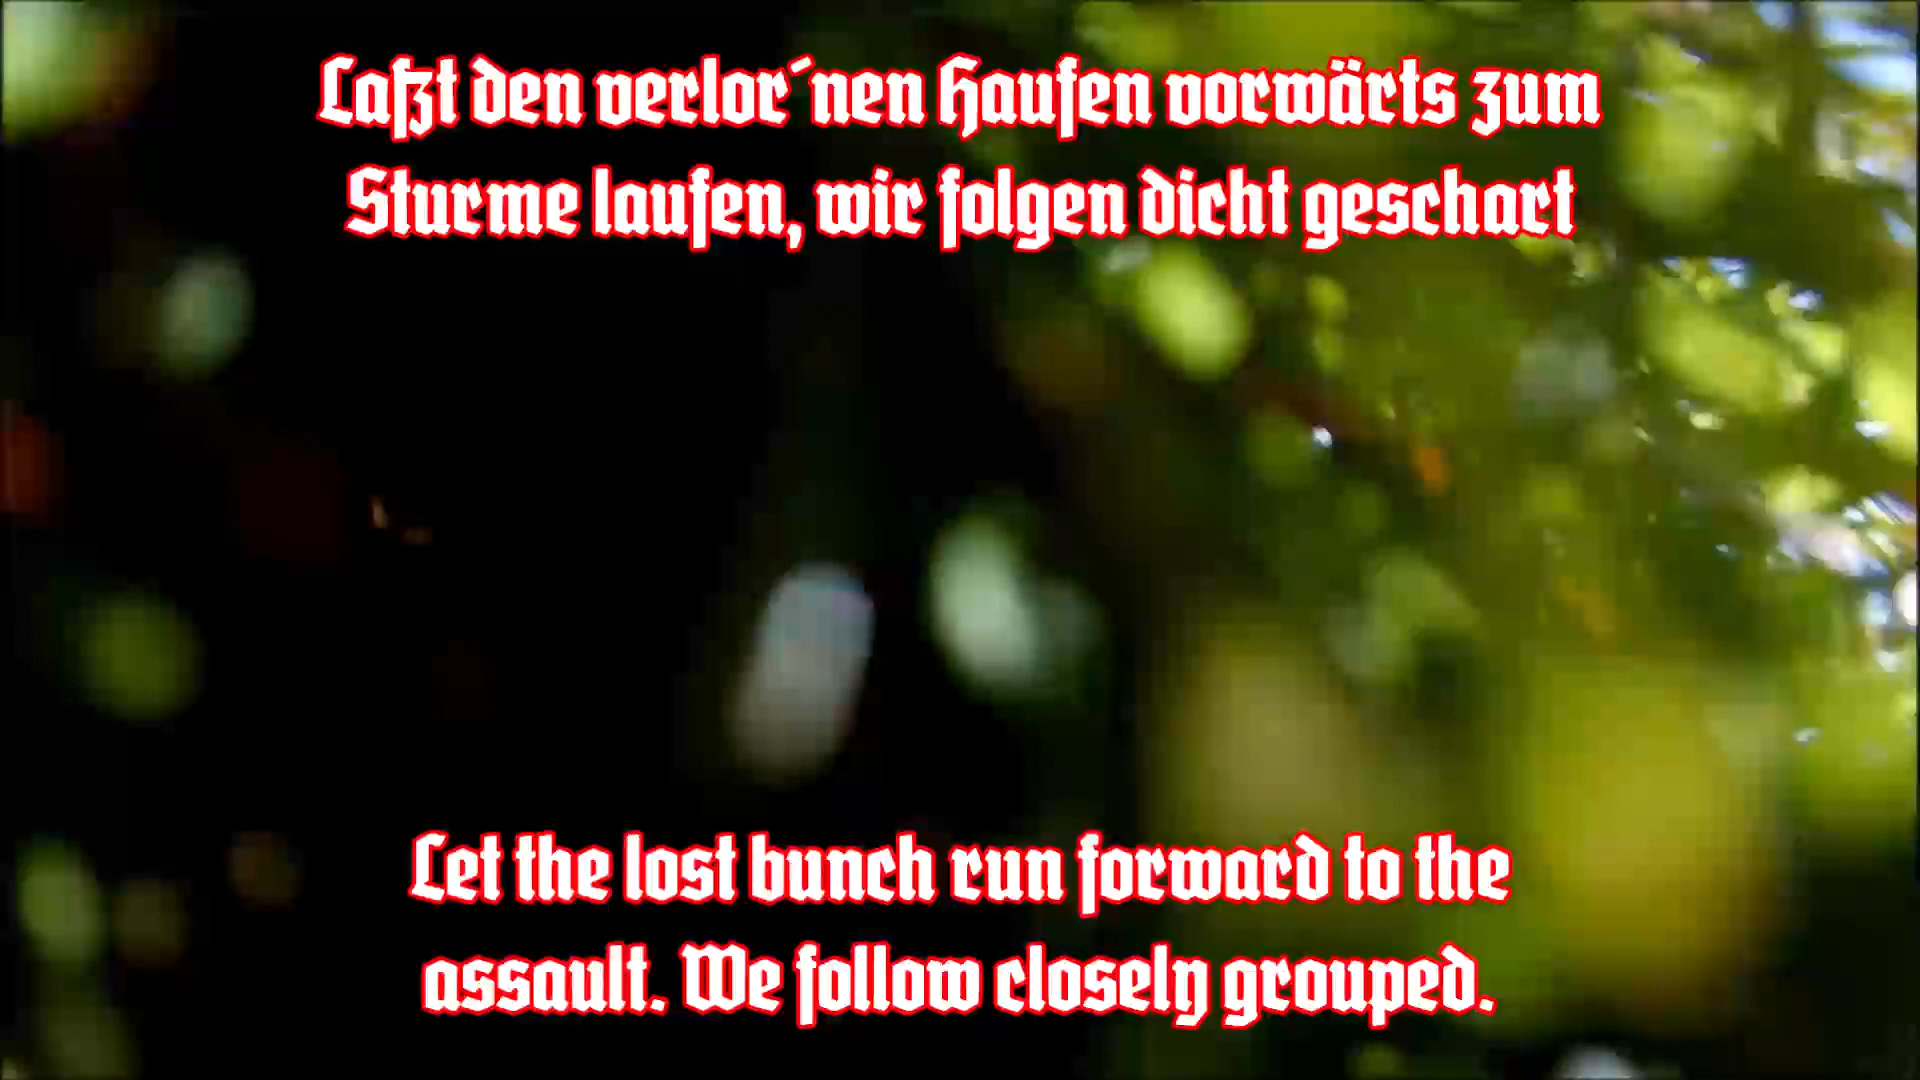 Laßt den verlor´nen Haufen vorwärts zum
Sturme laufen, wir folgen dicht geschart
Let the lost bunch run forward to the
assault. We follow closely grouped.